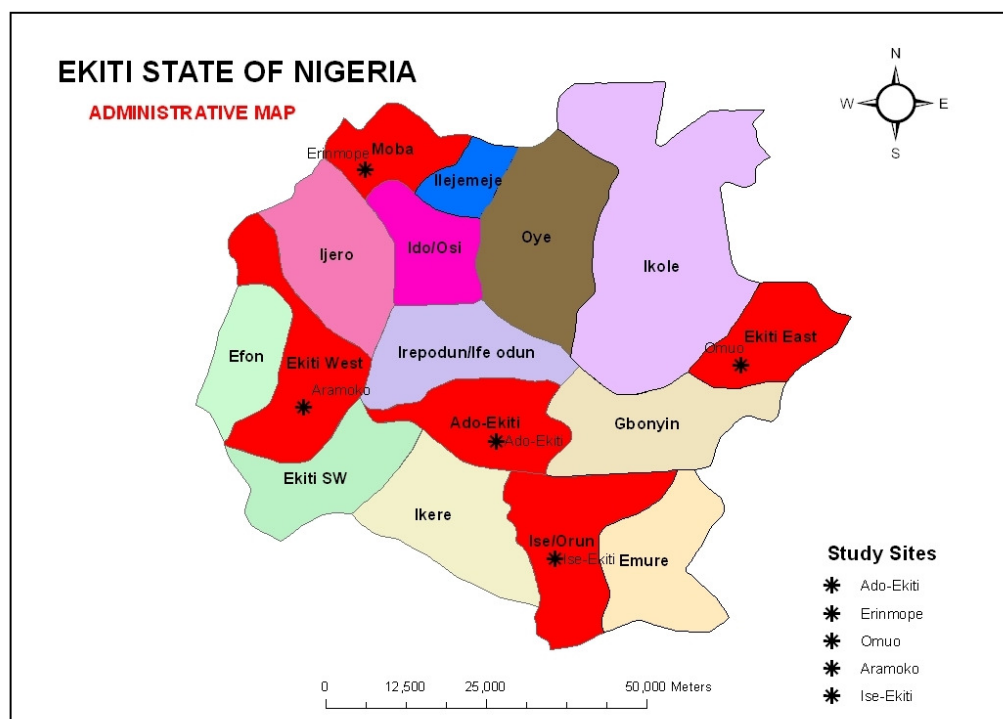 EKITI STATE OF NIGERIA
ADMINISTRATIVE MAP
N
W
E
S
Moba
Erinmope
Ilejemeje
Ijero
Ido/Osi
Oye
Ikole
Ekiti East
Omuo
Efon
Ekiti West
Aramoko
Irepodun/Ife odun
Ado-Ekiti
Ado-Ekiti
Gbonyin
Ekiti SW
Ikere
Ise/Orun
Ise-Ekiti
Emure
Study Sites
Ado-Ekiti
Erinmope
Omuo
Aramoko
Ise-Ekiti
0 12,500 25,000 50,000 Meters